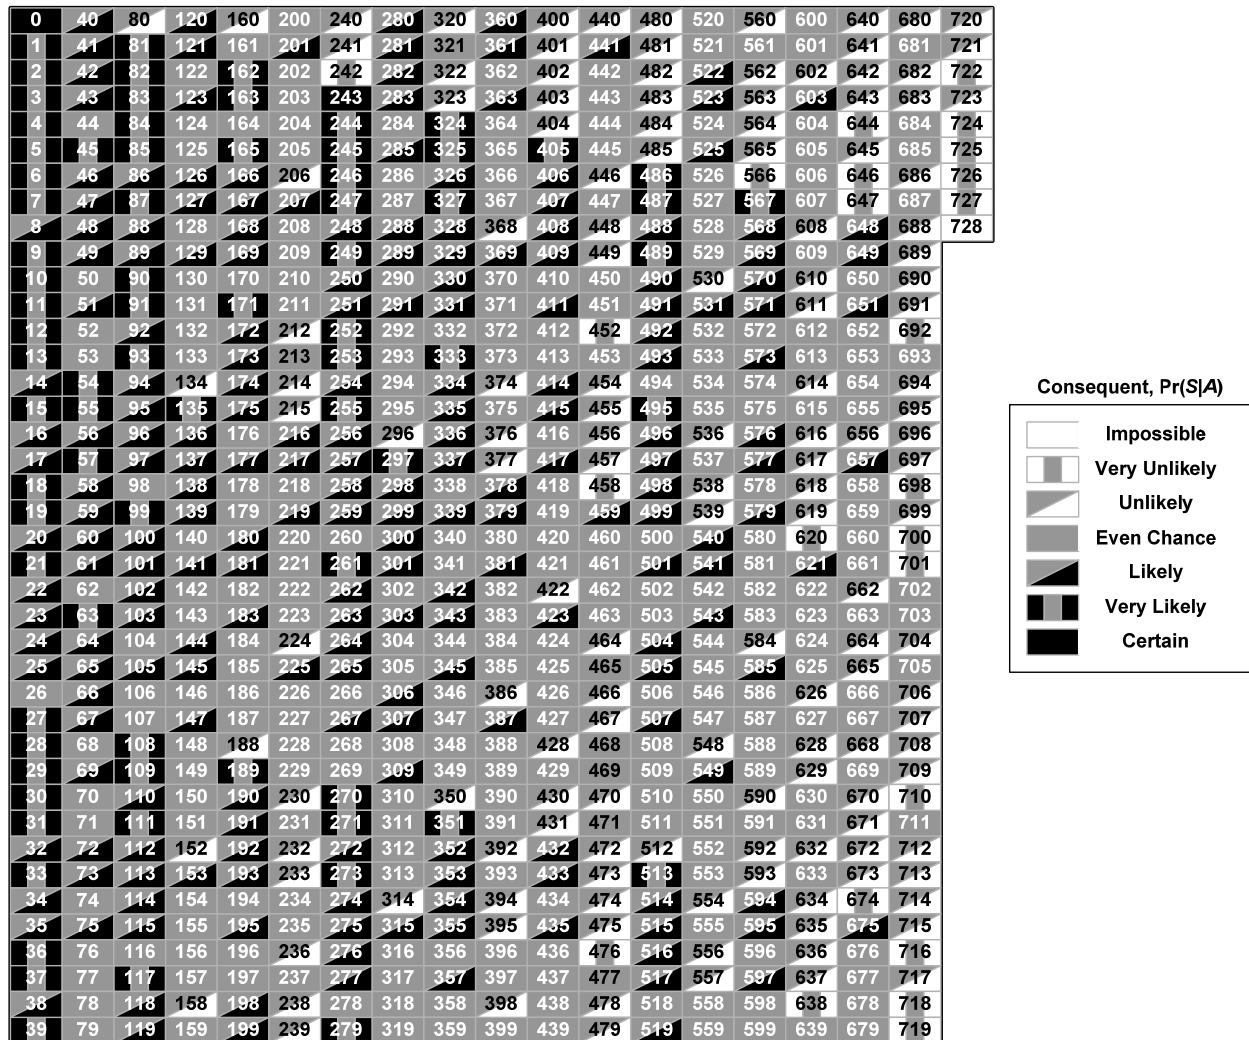 0 40 80 120 160 200 240 280 320 360 400 440 480 520 560 600 640 680 720
1 41 81 121 161 201 241 281 321 361 401 441 481 521 561 601 641 681 721
2 42 82 122 162 202 242 282 322 362 402 442 482 522 562 602 642 682 722
3 43 83 123 163 203 243 283 323 363 403 443 483 523 563 603 643 683 723
4 44 84 124 164 204 244 284 324 364 404 444 484 524 564 604 644 684 724
5 45 85 125 165 205 245 285 325 365 405 445 485 525 565 605 645 685 725
6 46 86 126 166 206 246 286 326 366 406 446 486 526 566 606 646 686 726
7 47 87 127 167 207 247 287 327 367 407 447 487 527 567 607 647 687 727
8 48 88 128 168 208 248 288 328 368 408 448 488 528 568 608 648 688 728
9 49 89 129 169 209 249 289 329 369 409 449 489 529 569 609 649 689
10 50 90 130 170 210 250 290 330 370 410 450 490 530 570 610 650 690
11 51 91 131 171 211 251 291 331 371 411 451 491 531 571 611 651 691
12 52 92 132 172 212 252 292 332 372 412 452 492 532 572 612 652 692
13 53 93 133 173 213 253 293 333 373 413 453 493 533 573 613 653 693
14 54 94 134 174 214 254 294 334 374 414 454 494 534 574 614 654 694
15 55 95 135 175 215 255 295 335 375 415 455 495 535 575 615 655 695
16 56 96 136 176 216 256 296 336 376 416 456 496 536 576 616 656 696
17 57 97 137 177 217 257 297 337 377 417 457 497 537 577 617 657 697
18 58 98 138 178 218 258 298 338 378 418 458 498 538 578 618 658 698
19 59 99 139 179 219 259 299 339 379 419 459 499 539 579 619 659 699
20 60 100 140 180 220 260 300 340 380 420 460 500 540 580 620 660 700
21 61 101 141 181 221 261 301 341 381 421 461 501 541 581 621 661 701
22 62 102 142 182 222 262 302 342 382 422 462 502 542 582 622 662 702
23 63 103 143 183 223 263 303 343 383 423 463 503 543 583 623 663 703
24 64 104 144 184 224 264 304 344 384 424 464 504 544 584 624 664 704
25 65 105 145 185 225 265 305 345 385 425 465 505 545 585 625 665 705
26 66 106 146 186 226 266 306 346 386 426 466 506 546 586 626 666 706
27 67 107 147 187 227 267 307 347 387 427 467 507 547 587 627 667 707
28 68 108 148 188 228 268 308 348 388 428 468 508 548 588 628 668 708
29 69 109 149 189 229 269 309 349 389 429 469 509 549 589 629 669 709
30 70 110 150 190 230 270 310 350 390 430 470 510 550 590 630 670 710
31 71 111 151 191 231 271 311 351 391 431 471 511 551 591 631 671 711
32 72 112 152 192 232 272 312 352 392 432 472 512 552 592 632 672 712
33 73 113 153 193 233 273 313 353 393 433 473 513 553 593 633 673 713
34 74 114 154 194 234 274 314 354 394 434 474 514 554 594 634 674 714
35 75 115 155 195 235 275 315 355 395 435 475 515 555 595 635 675 715
36 76 116 156 196 236 276 316 356 396 436 476 516 556 596 636 676 716
37 77 117 157 197 237 277 317 357 397 437 477 517 557 597 637 677 717
38 78 118 158 198 238 278 318 358 398 438 478 518 558 598 638 678 718
39 79 119 159 199 239 279 319 359 399 439 479 519 559 599 639 679 719
Consequent, Pr(S|A)
Impossible
Very Unlikely
Unlikely
Even Chance
Likely
Very Likely
Certain